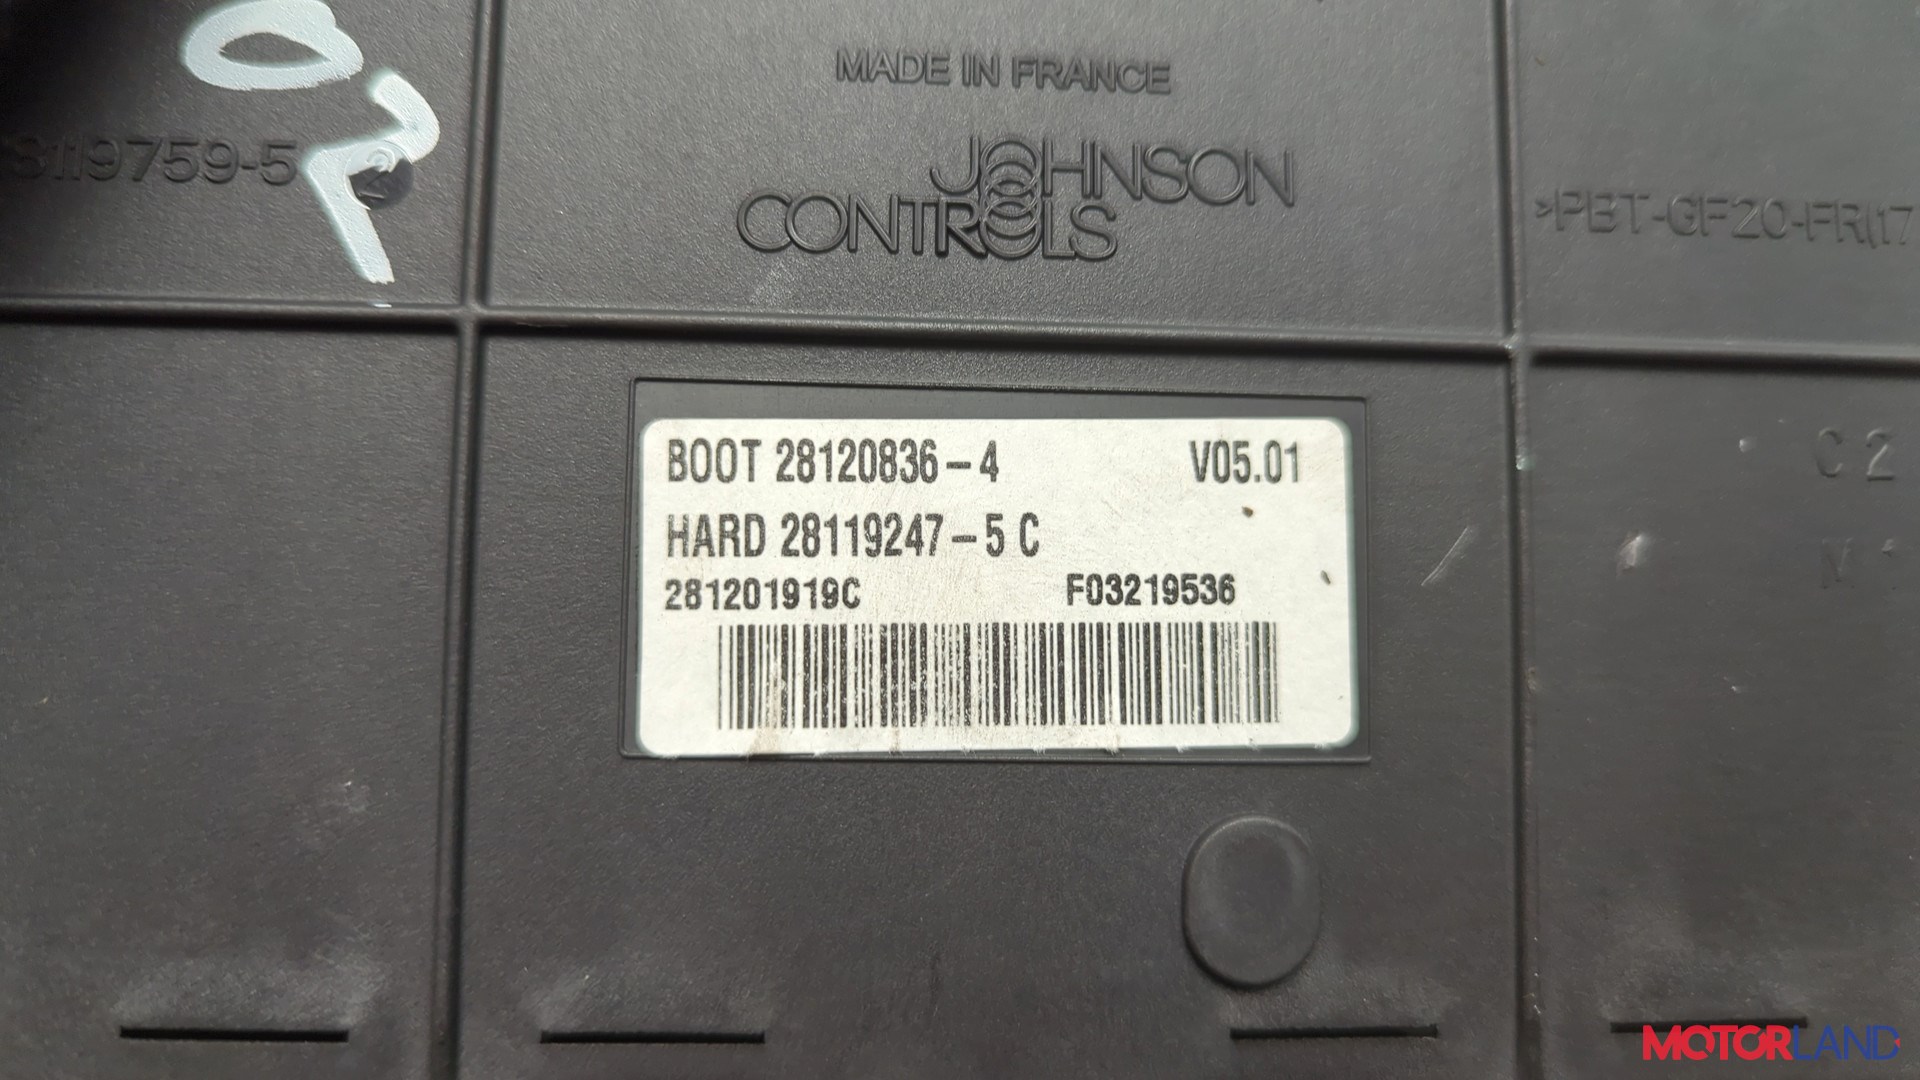 MADE IN FRANCE
8119759-5
JOHNSON
CONTROLS
>PBT-GF20-FR(17
BOOT 28120836-4 V05.01
HARD 28119247-5 C
281201919C F03219536
C 2
MOTORLAND